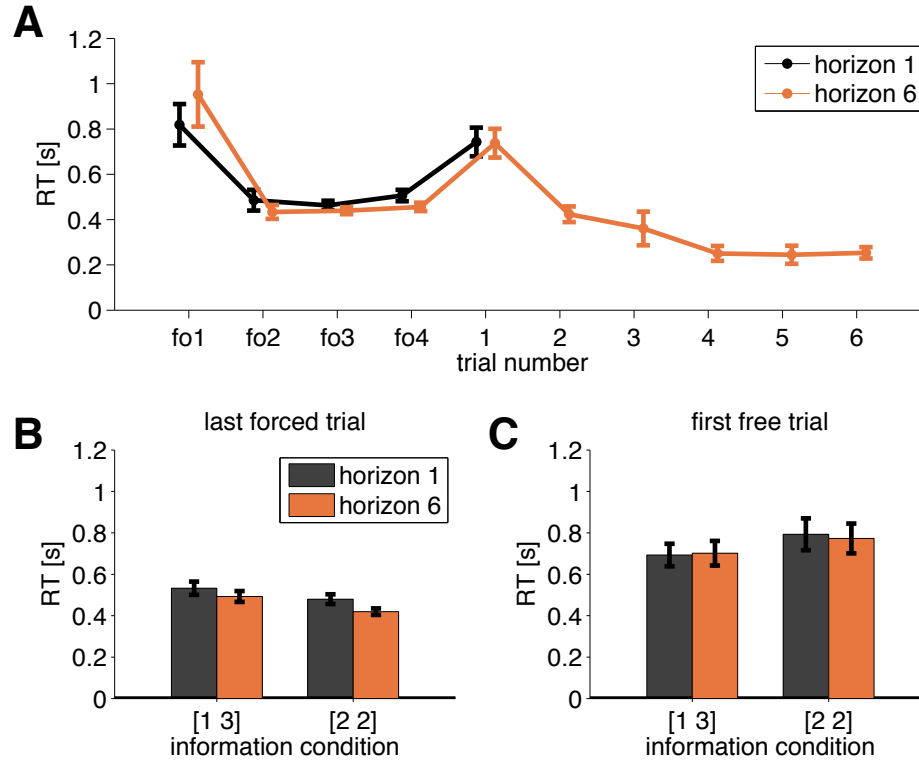 A
1.2
1
0.8
0.6
0.4
0.2
0
RT [s]
horizon 1
horizon 6
fo1 fo2 fo3 fo4 1 2 3 4 5 6
trial number
B
last forced trial
1.2
1
0.8
0.6
0.4
0.2
0
RT [s]
horizon 1
horizon 6
[1 3] [2 2]
information condition
C
first free trial
1.2
1
0.8
0.6
0.4
0.2
0
RT [s]
[1 3] [2 2]
information condition